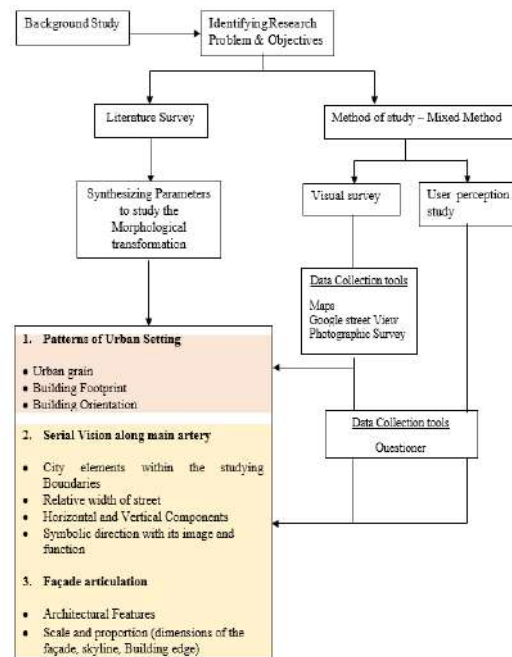 Background Study
Identifying Research
Problem & Objectives
Literature Survey
Method of study – Mixed Method
Synthesizing Parameters
to study the
Morphological
transformation
Visual survey
User perception
study
Data Collection tools
Maps
Google street View
Photographic Survey
1. Patterns of Urban Setting
● Urban grain
● Building Footprint
● Building Orientation
Data Collection tools
Questioner
2. Serial Vision along main artery
● City elements within the studying
Boundaries
● Relative width of street
● Horizontal and Vertical Components
● Symbolic direction with its image and
function
3. Façade articulation
● Architectural Features
● Scale and proportion (dimensions of the
façade, skyline, Building edge)